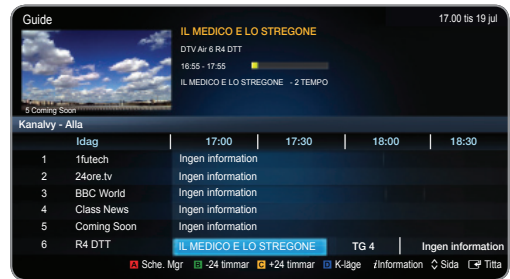 Guide
17.00 tis 19 jul
IL MEDICO E LO STREGONE
DTV Air 6 R4 DTT
16:55 - 17:55
IL MEDICO E LO STREGONE - 2 TEMPO
5 Coming Soon
Kanalvy - Alla
Idag 17:00 17:30 18:00 18:30
1 1futech Ingen information
2 24ore.tv Ingen information
3 BBC World Ingen information
4 Class News Ingen information
5 Coming Soon Ingen information
6 R4 DTT IL MEDICO E LO STREGONE TG 4 Ingen information
A Sche. Mgr B -24 timmar C +24 timmar D K-läge i Information Sida Titta